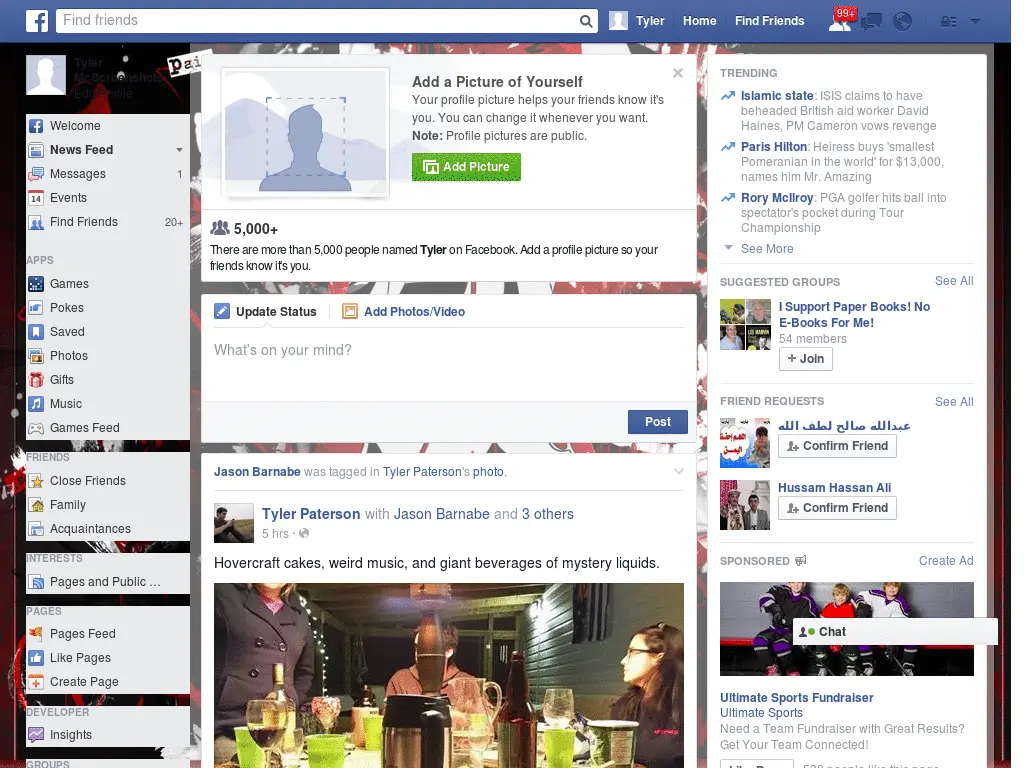 Find friends
Tyler
Home
Find Friends
99+
Tyler
McScreenshots
Edit Profile
Welcome
News Feed
Messages 1
14 Events
Find Friends 20+
APPS
Games
Pokes
Saved
Photos
Gifts
Music
Games Feed
FRIENDS
Close Friends
Family
Acquaintances
INTERESTS
Pages and Public ...
PAGES
Pages Feed
Like Pages
Create Page
DEVELOPER
Insights
GROUPS
Add a Picture of Yourself
Your profile picture helps your friends know it's
you. You can change it whenever you want.
Note: Profile pictures are public.
Add Picture
5,000+
There are more than 5,000 people named Tyler on Facebook. Add a profile picture so your
friends know it's you.
Update Status
Add Photos/Video
What's on your mind?
Post
Jason Barnabe was tagged in Tyler Paterson's photo.
Tyler Paterson with Jason Barnabe and 3 others
5 hrs ·
Hovercraft cakes, weird music, and giant beverages of mystery liquids.
TRENDING
Islamic state: ISIS claims to have
beheaded British aid worker David
Haines, PM Cameron vows revenge
Paris Hilton: Heiress buys 'smallest
Pomeranian in the world' for $13,000,
names him Mr. Amazing
Rory McIlroy: PGA golfer hits ball into
spectator's pocket during Tour
Championship
See More
SUGGESTED GROUPS
See All
I Support Paper Books! No
E-Books For Me!
54 members
+ Join
FRIEND REQUESTS
See All
عبدالله صالح لطف الله
Confirm Friend
Hussam Hassan Ali
Confirm Friend
SPONSORED
Create Ad
Chat
Ultimate Sports Fundraiser
Ultimate Sports
Need a Team Fundraiser with Great Results?
Get Your Team Connected!